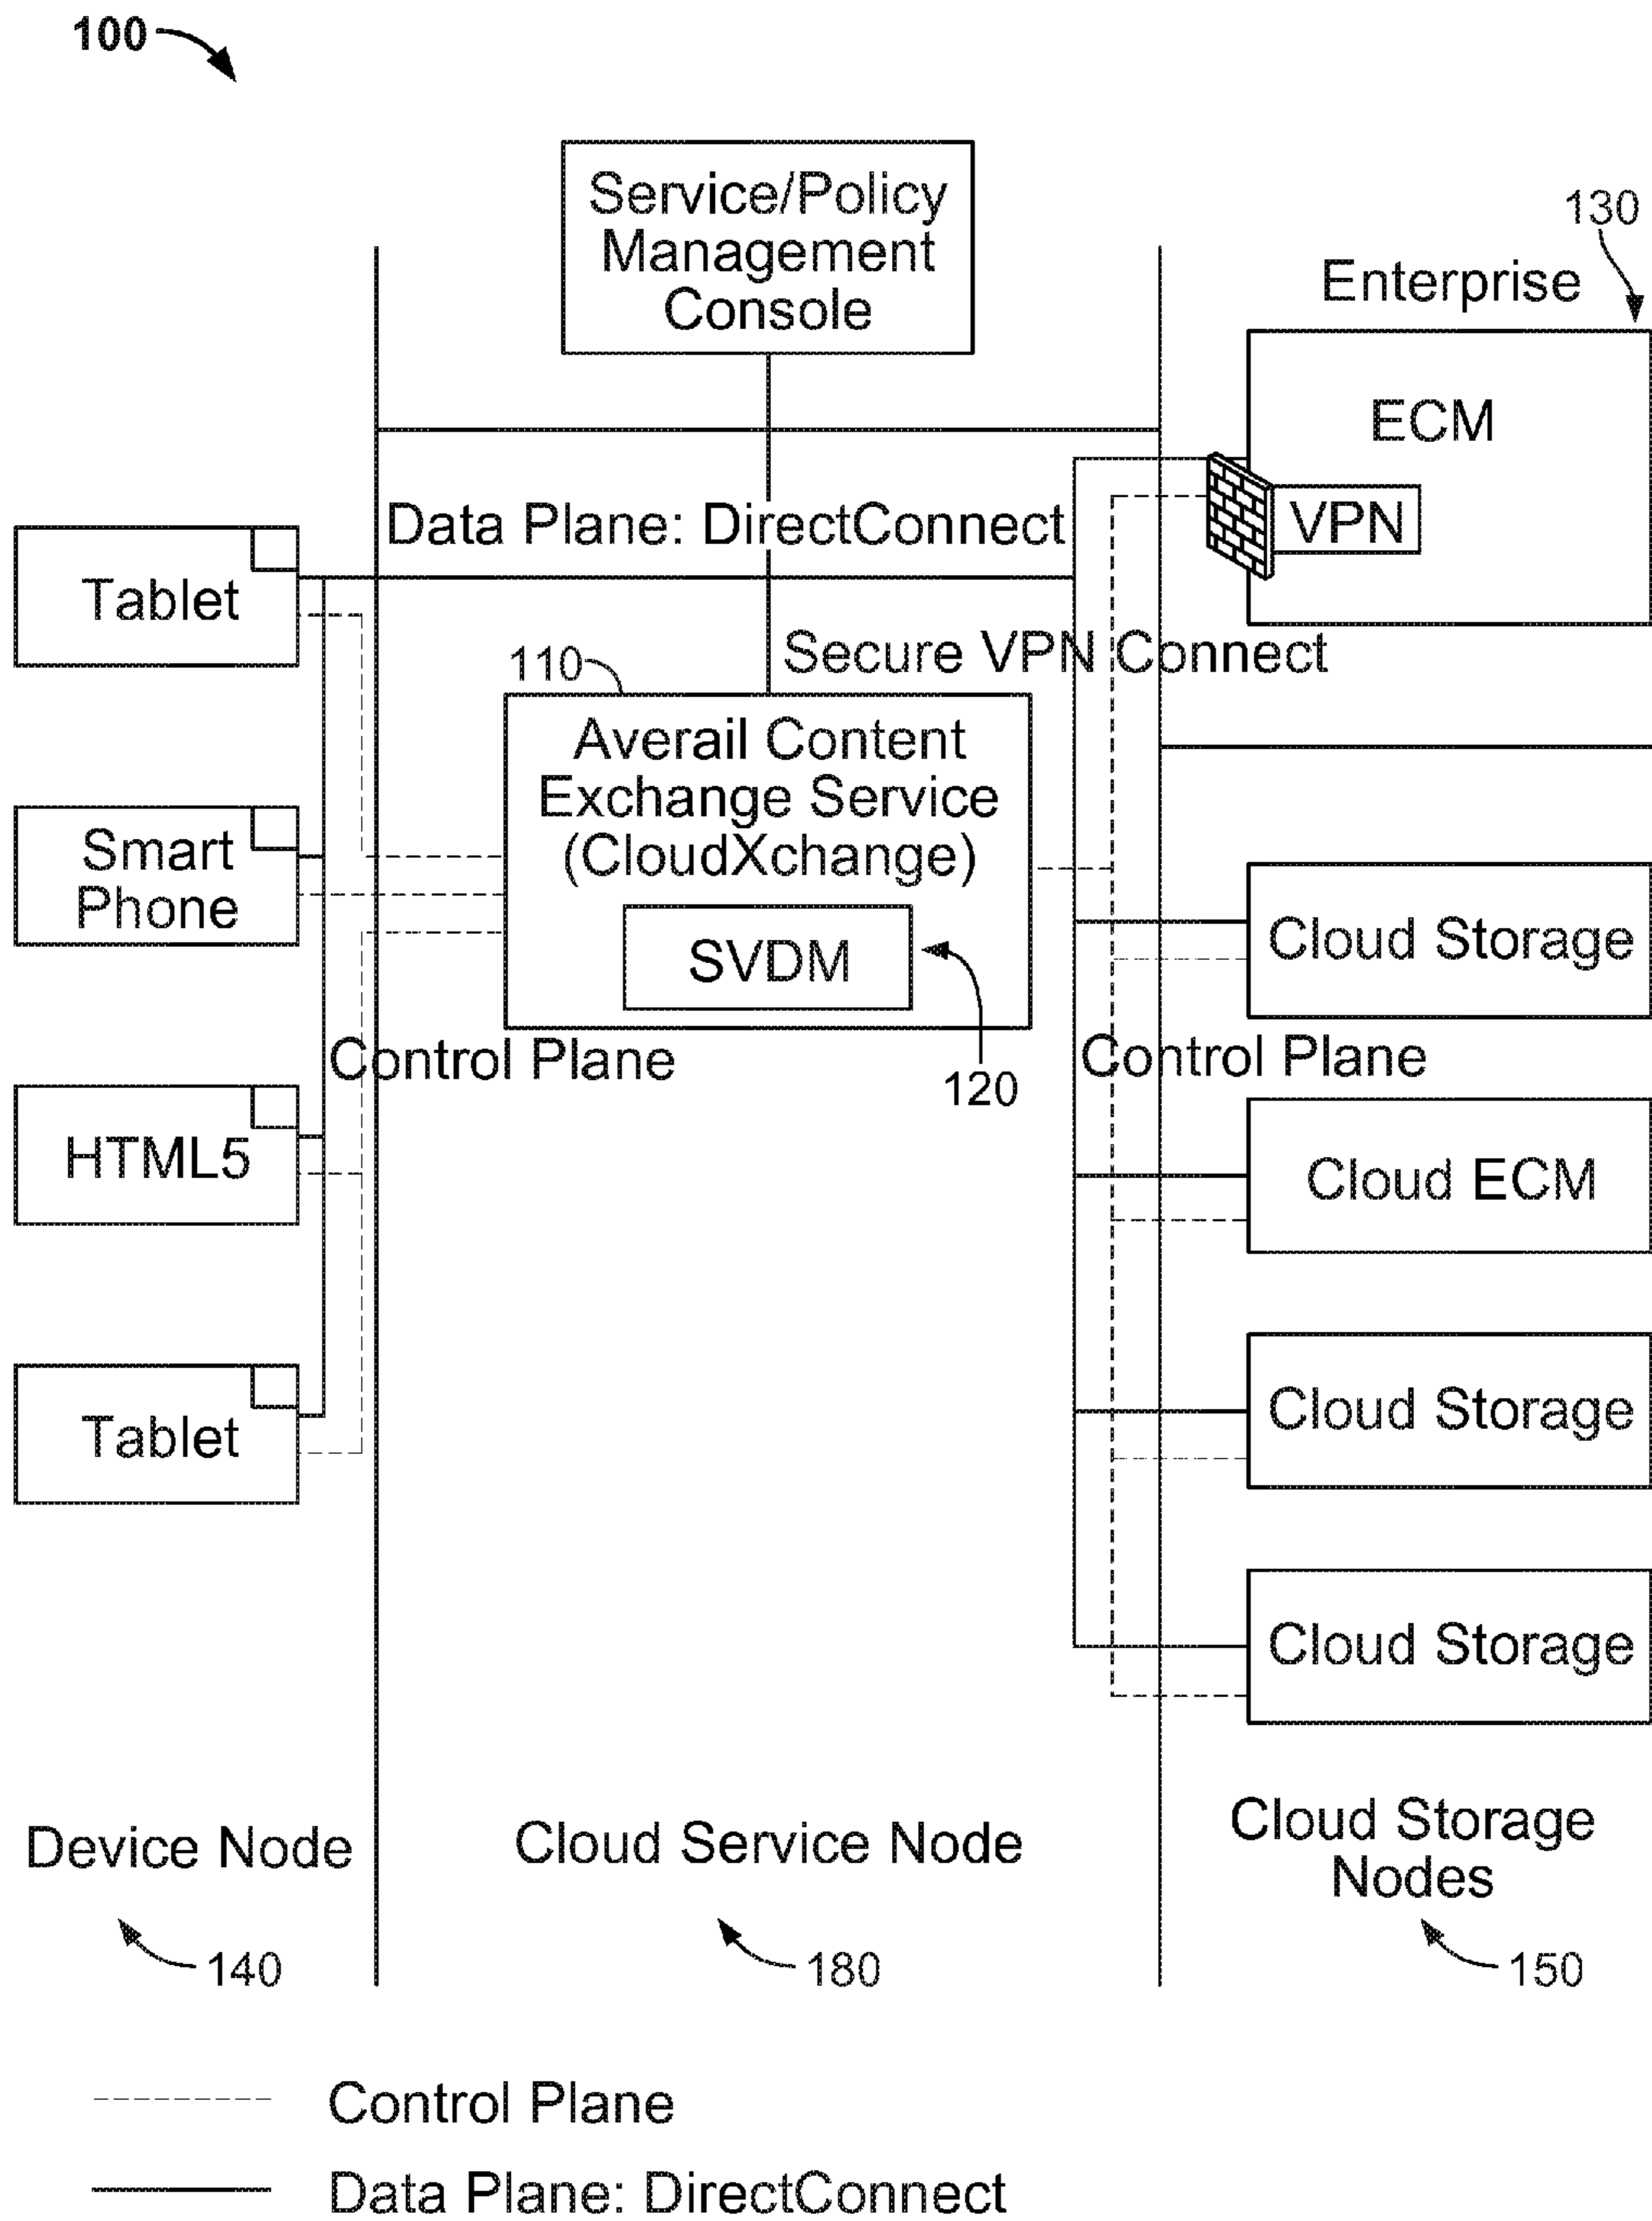 100
Service/Policy
Management
Console
130
Enterprise
ECM
VPN
Data Plane: DirectConnect
Tablet
Secure VPN Connect
110
Averail Content
Exchange Service
(CloudXchange)
SVDM
120
Smart
Phone
Cloud Storage
Control Plane
Control Plane
HTML5
Cloud ECM
Tablet
Cloud Storage
Cloud Storage
Device Node
140
Cloud Service Node
180
Cloud Storage
Nodes
150
Control Plane
Data Plane: DirectConnect